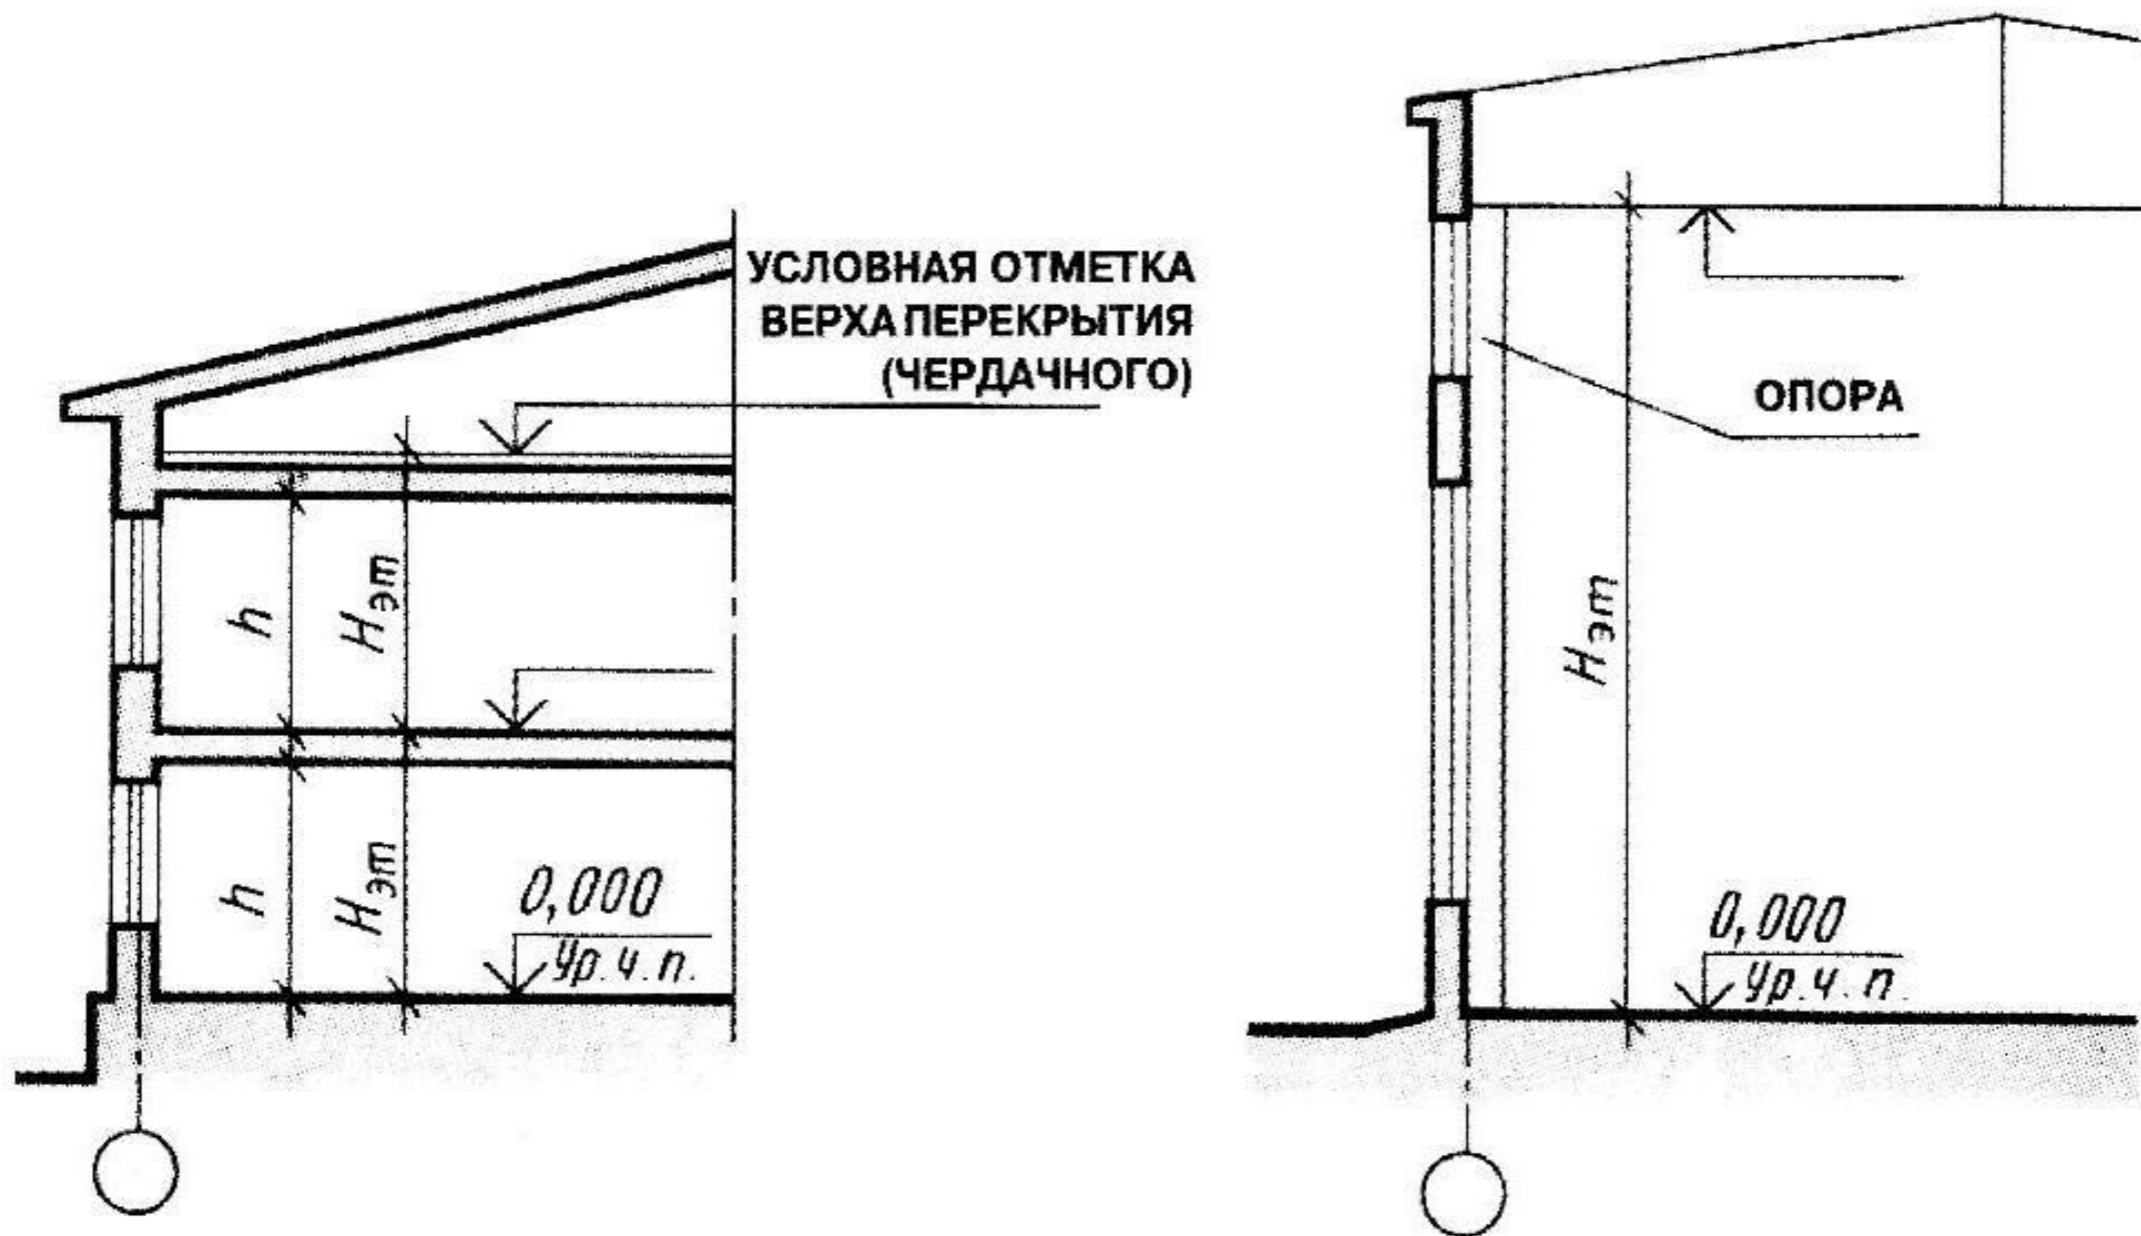 УСЛОВНАЯ ОТМЕТКА
ВЕРХА ПЕРЕКРЫТИЯ
(ЧЕРДАЧНОГО)
h
Hэт
h
Hэт
0,000
Ур. ч. п.
ОПОРА
Hэт
0,000
Ур. ч. п.